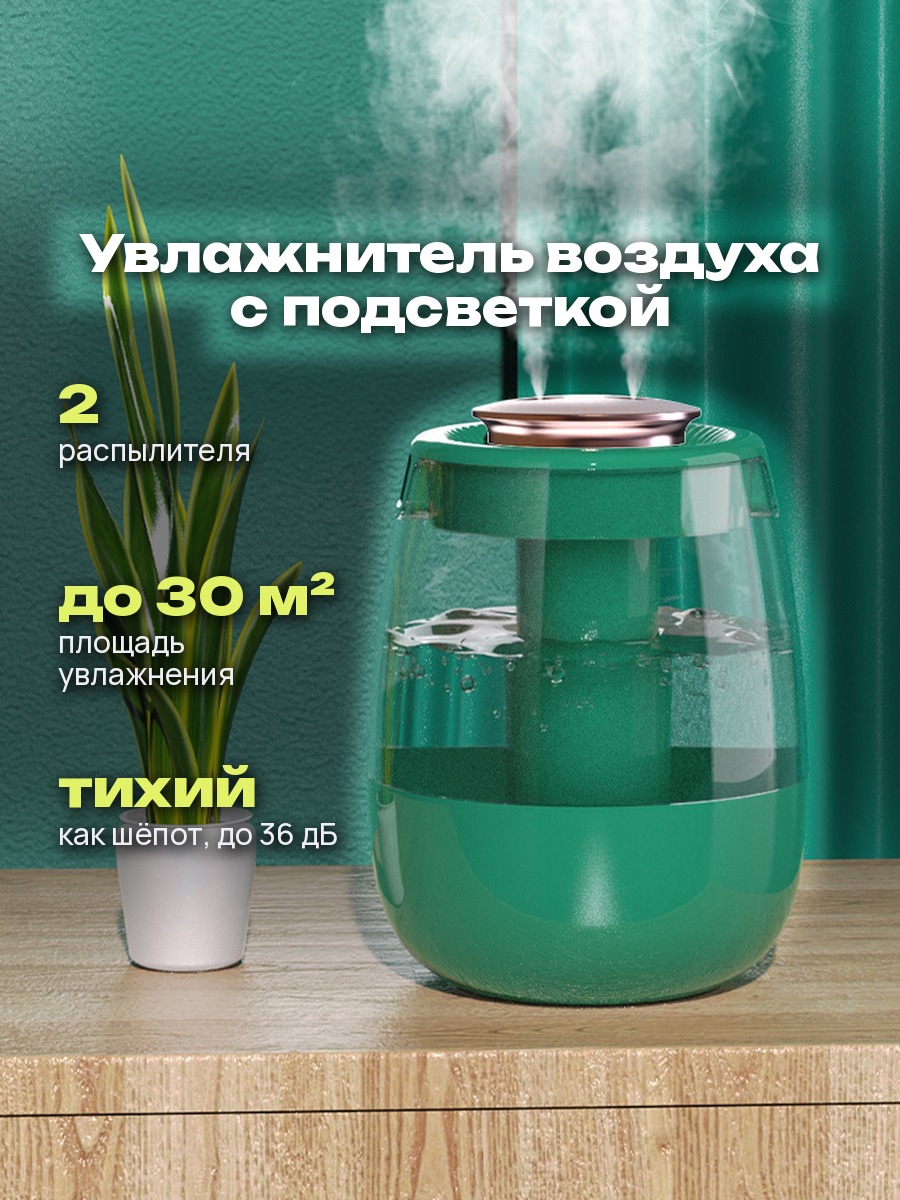 Увлажнитель воздуха
с подсветкой
2
распылителя
до 30 м²
площадь
увлажнения
тихий
как шёпот, до 36 дБ